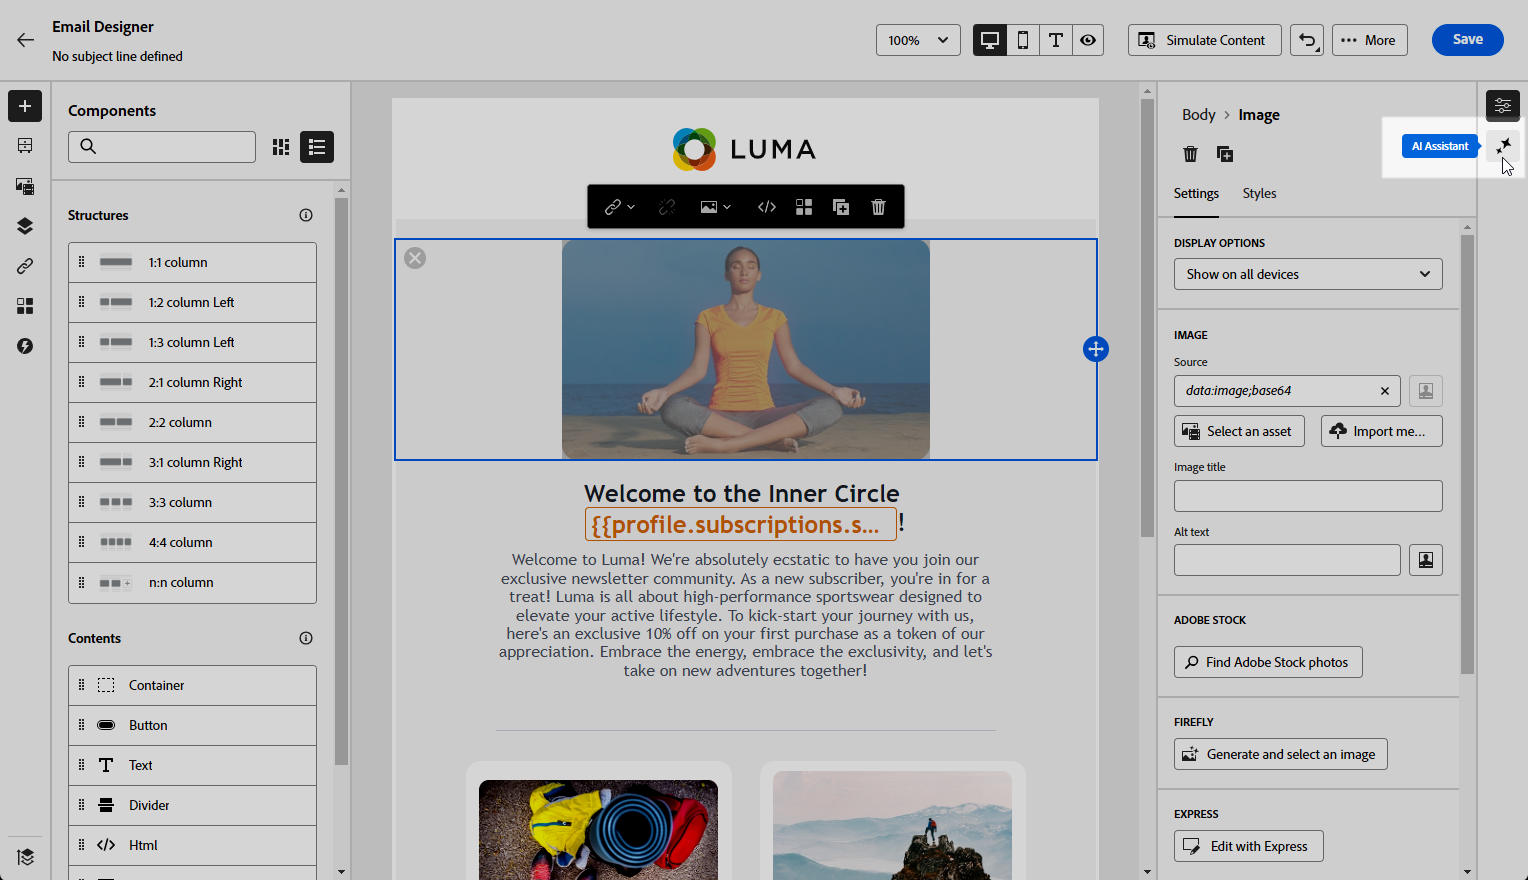 Email Designer
No subject line defined
100%
Simulate Content
More
Save
Components
Structures
1:1 column
1:2 column Left
1:3 column Left
2:1 column Right
2:2 column
3:1 column Right
3:3 column
4:4 column
n:n column
Contents
Container
Button
Text
Divider
Html
LUMA
Welcome to the Inner Circle
{{profile.subscriptions.s... !
Welcome to Luma! We're absolutely ecstatic to have you join our
exclusive newsletter community. As a new subscriber, you're in for a
treat! Luma is all about high-performance sportswear designed to
elevate your active lifestyle. To kick-start your journey with us,
here's an exclusive 10% off on your first purchase as a token of our
appreciation. Embrace the energy, embrace the exclusivity, and let's
take on new adventures together!
Body > Image
AI Assistant
Settings Styles
DISPLAY OPTIONS
Show on all devices
IMAGE
Source
data:image;base64
Select an asset
Import me...
Image title
Alt text
ADOBE STOCK
Find Adobe Stock photos
FIREFLY
Generate and select an image
EXPRESS
Edit with Express